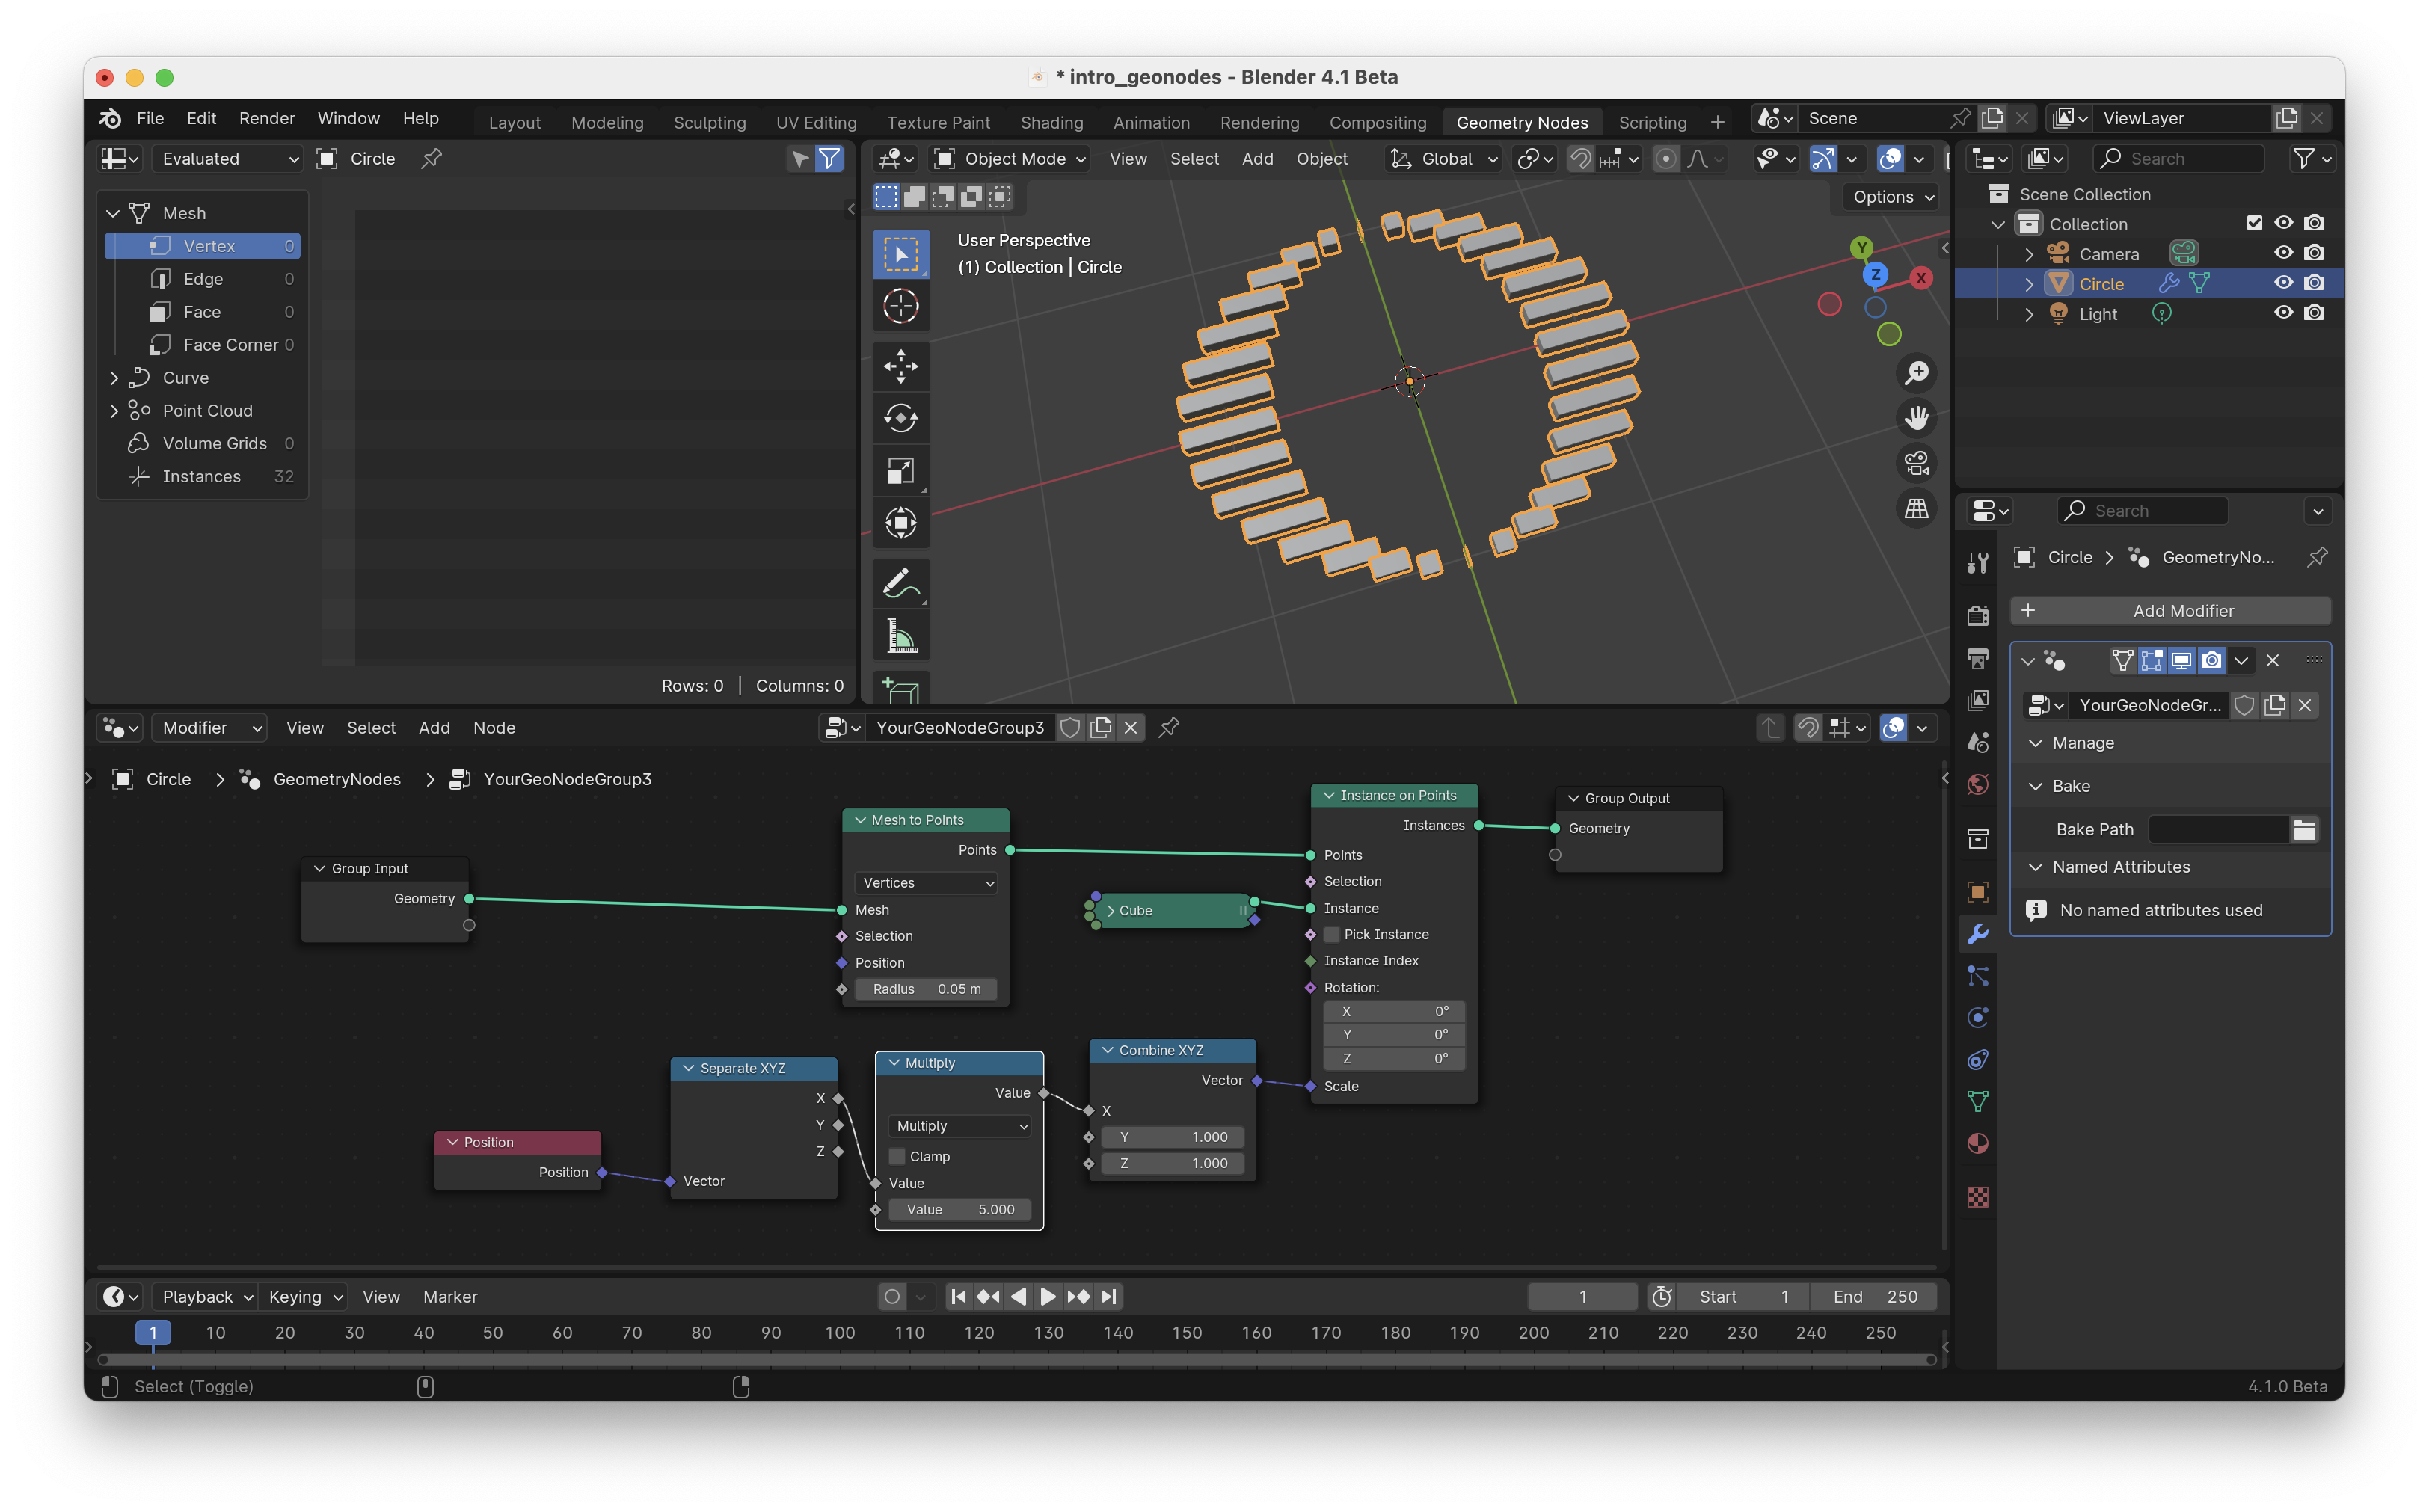 * intro_geonodes - Blender 4.1 Beta
File Edit Render Window Help
Layout Modeling Sculpting UV Editing Texture Paint Shading Animation Rendering Compositing Geometry Nodes Scripting +
Scene
ViewLayer
Evaluated Circle
Mesh
Vertex 0
Edge 0
Face 0
Face Corner 0
Curve
Point Cloud
Volume Grids 0
Instances 32
Rows: 0 | Columns: 0
Object Mode View Select Add Object Global
Options
User Perspective
(1) Collection | Circle
Y
Z
X
Search
Scene Collection
Collection
Camera
Circle
Light
Search
Circle > GeometryNo...
+ Add Modifier
YourGeoNodeGr...
Manage
Bake
Bake Path
Named Attributes
No named attributes used
Modifier View Select Add Node
YourGeoNodeGroup3
Circle > GeometryNodes > YourGeoNodeGroup3
Group Input
Geometry
Mesh to Points
Points
Vertices
Mesh
Selection
Position
Radius 0.05 m
Cube
Instance on Points
Instances
Points
Selection
Instance
Pick Instance
Instance Index
Rotation:
X 0°
Y 0°
Z 0°
Scale
Group Output
Geometry
Position
Position
Separate XYZ
X
Y
Z
Vector
Multiply
Value
Multiply
Clamp
Value
Value 5.000
Combine XYZ
Vector
X
Y 1.000
Z 1.000
Playback Keying View Marker
1
Start 1
End 250
1 10 20 30 40 50 60 70 80 90 100 110 120 130 140 150 160 170 180 190 200 210 220 230 240 250
Select (Toggle)
4.1.0 Beta